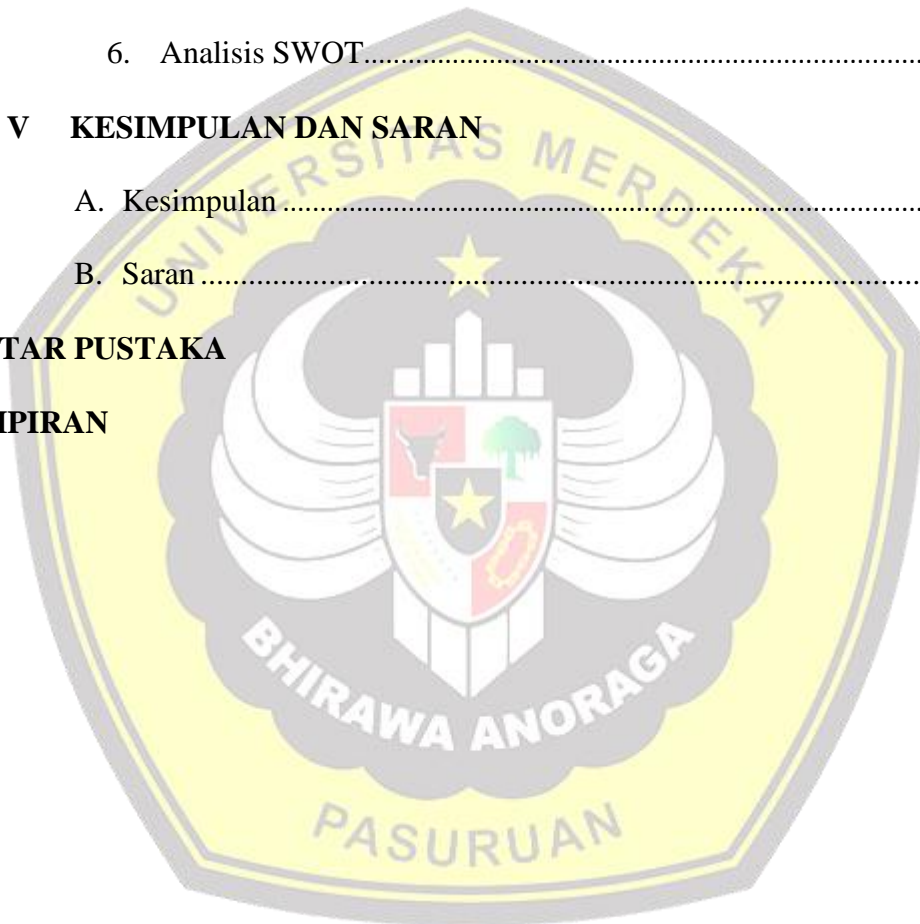 6. Analisis SWOT
V KESIMPULAN DAN SARAN
A. Kesimpulan
B. Saran
TAR PUSTAKA
IPIRAN
UNIVERSITAS MERDEKA
BHIRAWA ANORAGA
PASURUAN